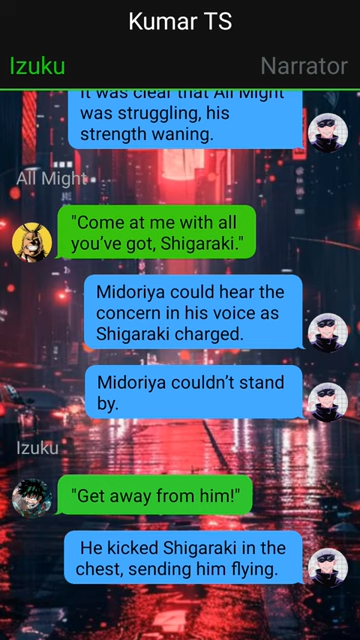 Kumar TS
Izuku
Narrator
It was clear that All Might
was struggling, his
strength waning.
All Might
"Come at me with all
you’ve got, Shigaraki."
Midoriya could hear the
concern in his voice as
Shigaraki charged.
Midoriya couldn’t stand
by.
Izuku
"Get away from him!"
He kicked Shigaraki in the
chest, sending him flying.